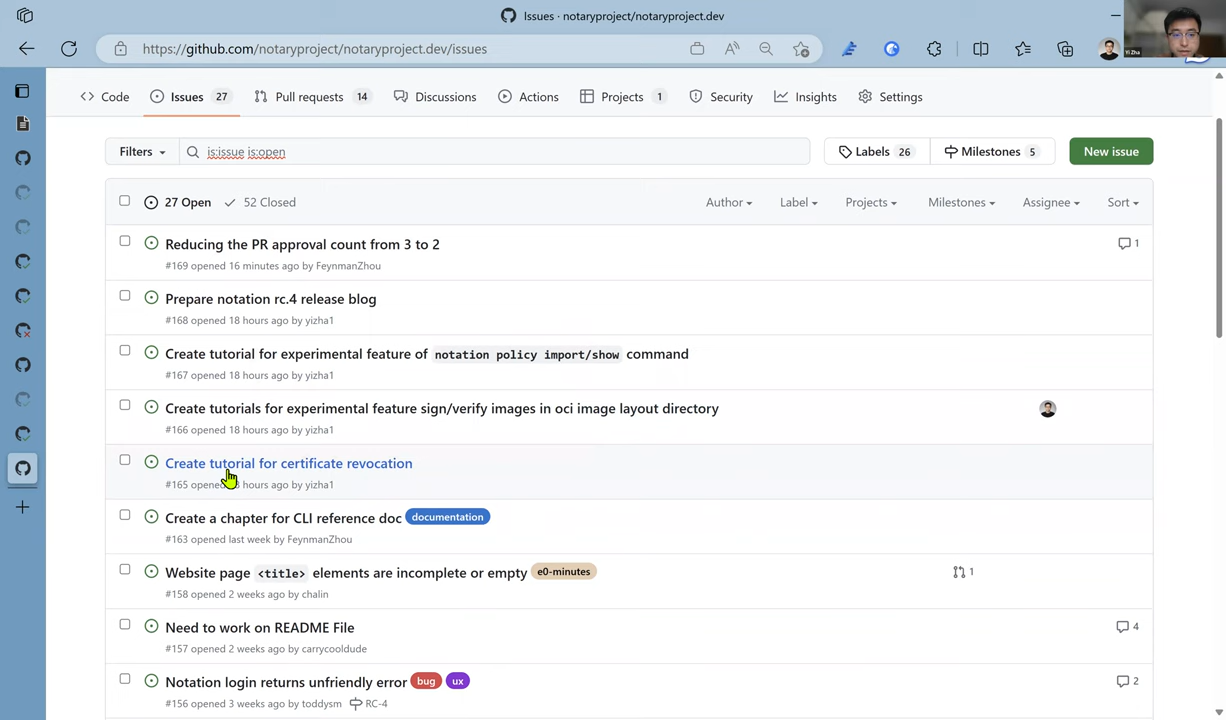 Issues · notaryproject/notaryproject.dev
https://github.com/notaryproject/notaryproject.dev/issues
Yi Zha
Code Issues 27 Pull requests 14 Discussions Actions Projects 1 Security Insights Settings
Filters is:issue is:open Labels 26 Milestones 5 New issue
27 Open 52 Closed Author Label Projects Milestones Assignee Sort
Reducing the PR approval count from 3 to 2 1
#169 opened 16 minutes ago by FeynmanZhou
Prepare notation rc.4 release blog
#168 opened 18 hours ago by yizha1
Create tutorial for experimental feature of notation policy import/show command
#167 opened 18 hours ago by yizha1
Create tutorials for experimental feature sign/verify images in oci image layout directory
#166 opened 18 hours ago by yizha1
Create tutorial for certificate revocation
#165 opened hours ago by yizha1
Create a chapter for CLI reference doc documentation
#163 opened last week by FeynmanZhou
Website page <title> elements are incomplete or empty e0-minutes 1
#158 opened 2 weeks ago by chalin
Need to work on README File 4
#157 opened 2 weeks ago by carrycooldude
Notation login returns unfriendly error bug ux 2
#156 opened 3 weeks ago by toddysm RC-4